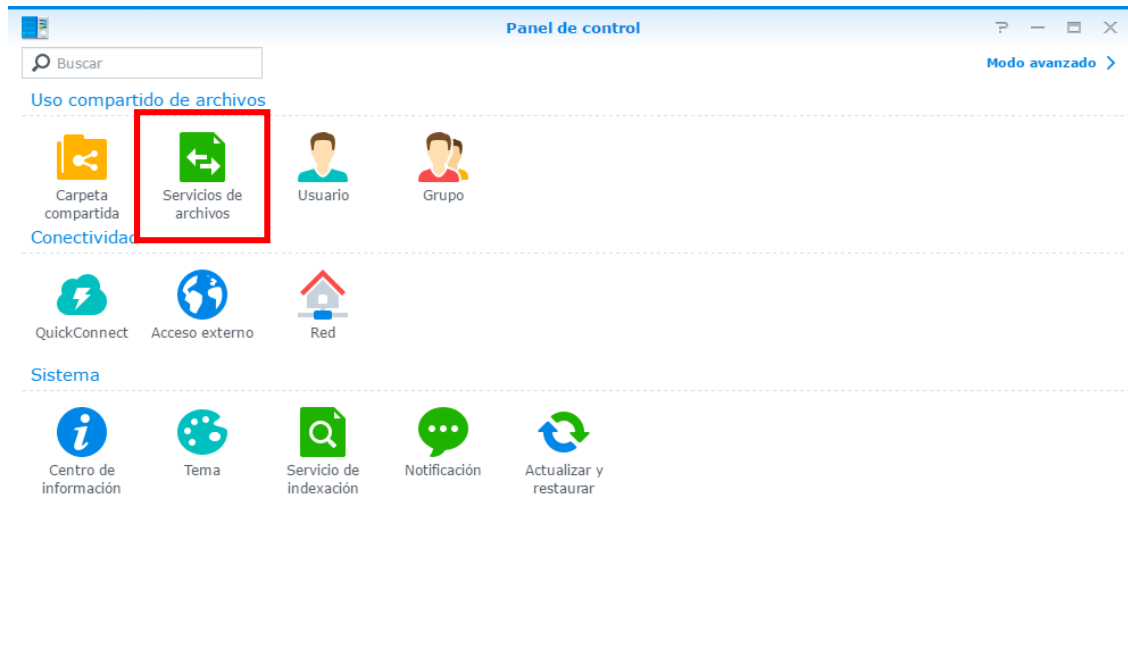 Panel de control
Buscar
Modo avanzado
Uso compartido de archivos
Carpeta
compartida
Servicios de
archivos
Usuario
Grupo
Conectividad
QuickConnect
Acceso externo
Red
Sistema
Centro de
información
Tema
Servicio de
indexación
Notificación
Actualizar y
restaurar